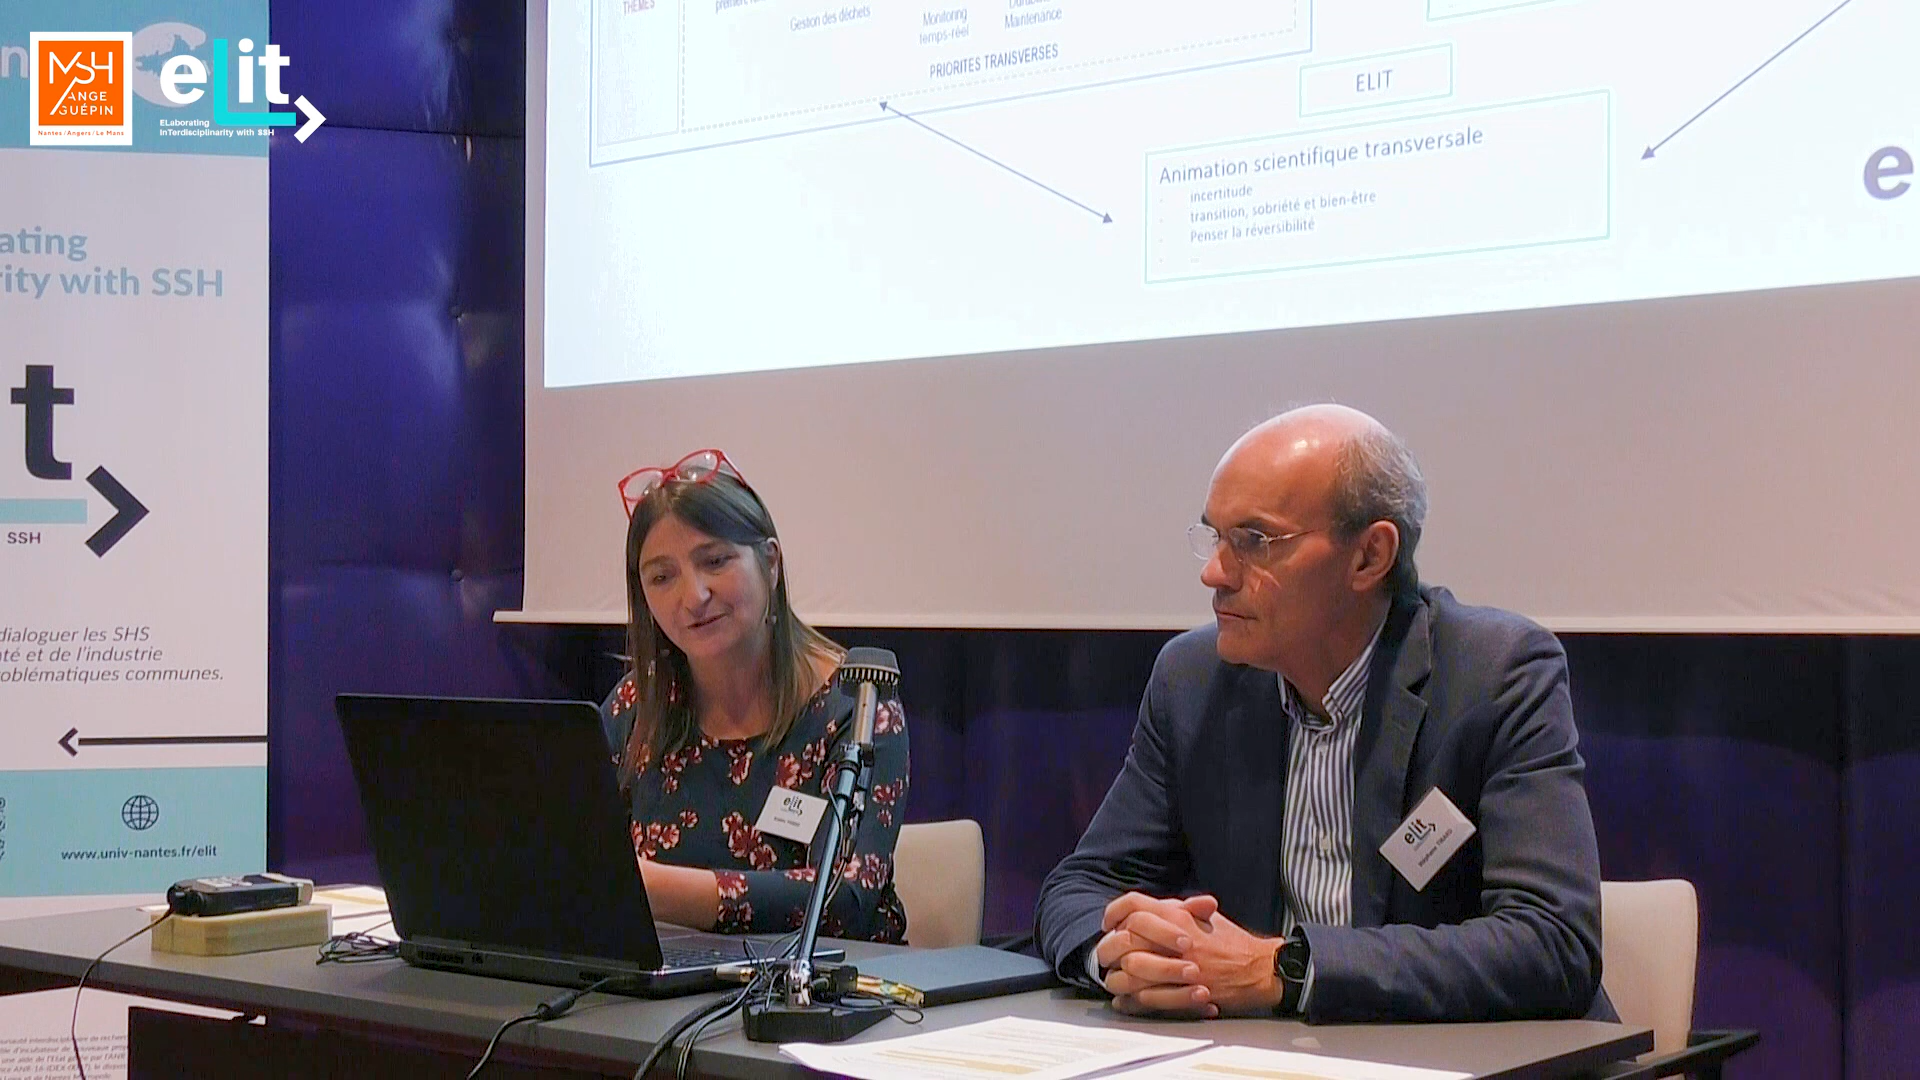 MSH
ANGE
GUÉPIN
Nantes/Angers/Le Mans
elit
ELaborating
InTerdisciplinarity with SSH
ating
rity with SSH
t
SSH
dialoguer les SHS
té et de l'industrie
oblématiques communes.
www.univ-nantes.fr/elit
THÈMES
Gestion des déchets
Monitoring
temps-réel
Maintenance
PRIORITES TRANSVERSES
ELIT
Animation scientifique transversale
incertitude
transition, sobriété et bien-être
Penser la réversibilité
...
e
elit
elit
Stéphane TIRARD